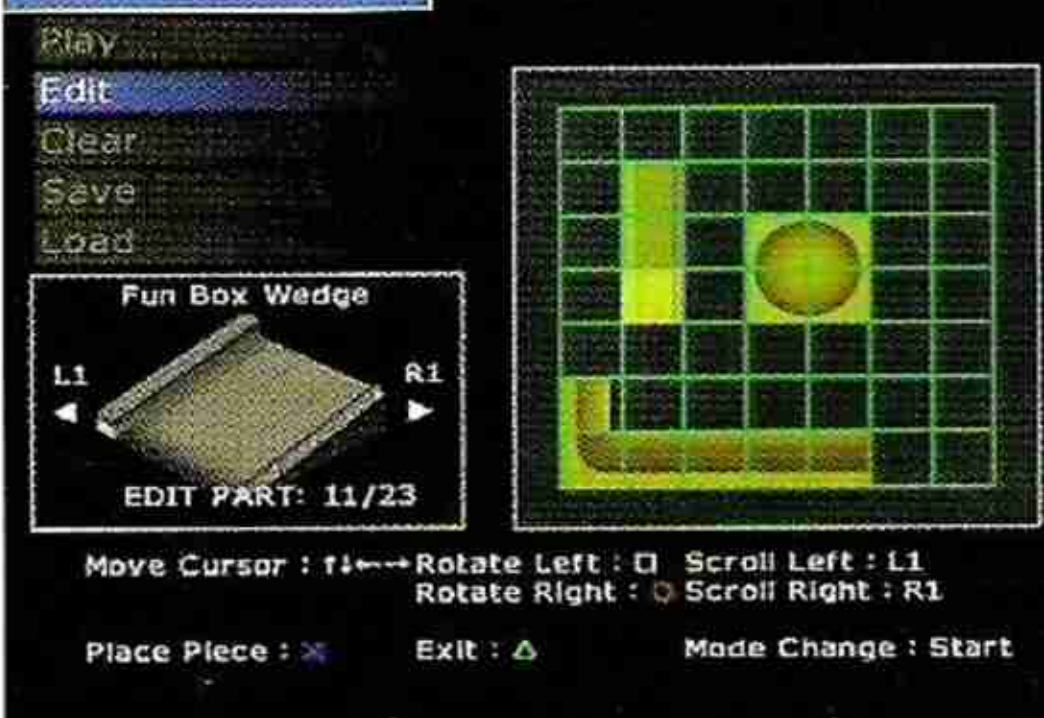 Play
Edit
Clear
Save
Load
Fun Box Wedge
L1
R1
EDIT PART: 11/23
Move Cursor : ↑↓←→ Rotate Left : □ Scroll Left : L1
Rotate Right : ○ Scroll Right : R1
Place Piece : ✕ Exit : △ Mode Change : Start